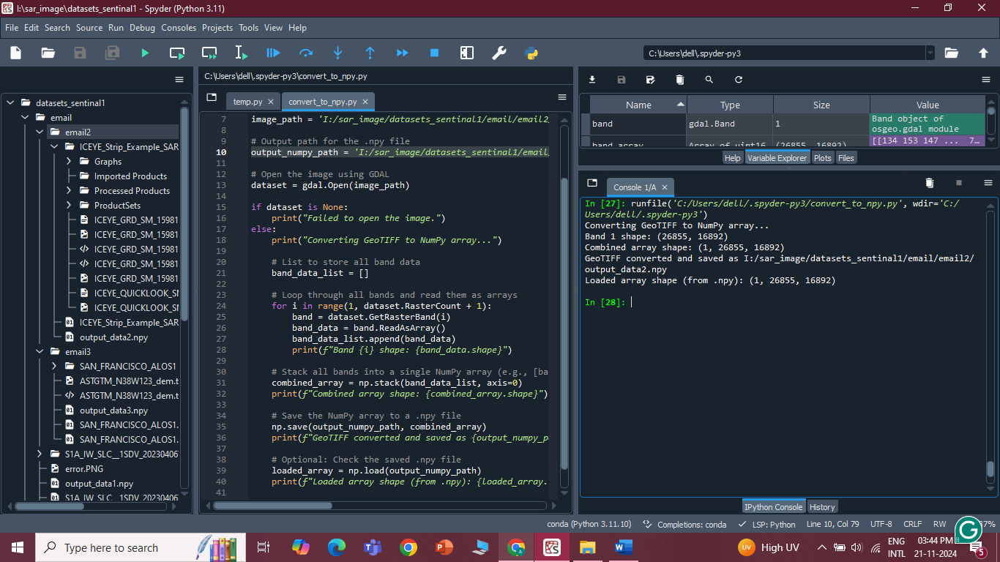 I:\sar_image\datasets_sentinal1 - Spyder (Python 3.11)
File Edit Search Source Run Debug Consoles Projects Tools View Help
C:\Users\dell\.spyder-py3
datasets_sentinal1
email
email2
ICEYE_Strip_Example_SAR
Graphs
Imported Products
Processed Products
ProductSets
ICEYE_GRD_SM_15981
ICEYE_GRD_SM_15981
ICEYE_GRD_SM_15981
ICEYE_GRD_SM_15981
ICEYE_GRD_SM_15981
ICEYE_QUICKLOOK_SM
ICEYE_QUICKLOOK_SM
ICEYE_Strip_Example_SAR
output_data2.npy
email3
SAN_FRANCISCO_ALOS1
ASTGTM_N38W123_dem.t
ASTGTM_N38W123_dem.t
output_data3.npy
SAN_FRANCISCO_ALOS1.
SAN_FRANCISCO_ALOS1.
S1A_IW_SLC__1SDV_20230406
error.PNG
output_data1.npy
S1A_IW_SLC__1SDV_20230406
C:\Users\dell\.spyder-py3\convert_to_npy.py
temp.py convert_to_npy.py
7 image_path = 'I:/sar_image/datasets_sentinal1/email/email2
8
9 # Output path for the .npy file
10 output_numpy_path = 'I:/sar_image/datasets_sentinal1/email
11
12 # Open the image using GDAL
13 dataset = gdal.Open(image_path)
14
15 if dataset is None:
16 print("Failed to open the image.")
17 else:
18 print("Converting GeoTIFF to NumPy array...")
19
20 # List to store all band data
21 band_data_list = []
22
23 # Loop through all bands and read them as arrays
24 for i in range(1, dataset.RasterCount + 1):
25 band = dataset.GetRasterBand(i)
26 band_data = band.ReadAsArray()
27 band_data_list.append(band_data)
28 print(f"Band {i} shape: {band_data.shape}")
29
30 # Stack all bands into a single NumPy array (e.g., [ba
31 combined_array = np.stack(band_data_list, axis=0)
32 print(f"Combined array shape: {combined_array.shape}")
33
34 # Save the NumPy array to a .npy file
35 np.save(output_numpy_path, combined_array)
36 print(f"GeoTIFF converted and saved as {output_numpy_p
37
38 # Optional: Check the saved .npy file
39 loaded_array = np.load(output_numpy_path)
40 print(f"Loaded array shape (from .npy): {loaded_array.
41
Name Type Size Value
band gdal.Band 1 Band object of
osgeo.gdal module
band_array Array of uint16 (26855, 16892) [[134 153 147 ... 7…
Help Variable Explorer Plots Files
Console 1/A
In [27]: runfile('C:/Users/dell/.spyder-py3/convert_to_npy.py', wdir='C:/
Users/dell/.spyder-py3')
Converting GeoTIFF to NumPy array...
Band 1 shape: (26855, 16892)
Combined array shape: (1, 26855, 16892)
GeoTIFF converted and saved as I:/sar_image/datasets_sentinal1/email/email2/
output_data2.npy
Loaded array shape (from .npy): (1, 26855, 16892)
In [28]:
IPython Console History
conda (Python 3.11.10) Completions: conda LSP: Python Line 10, Col 79 UTF-8 CRLF RW
Type here to search
UV High UV
ENG
INTL
03:44 PM
21-11-2024
5